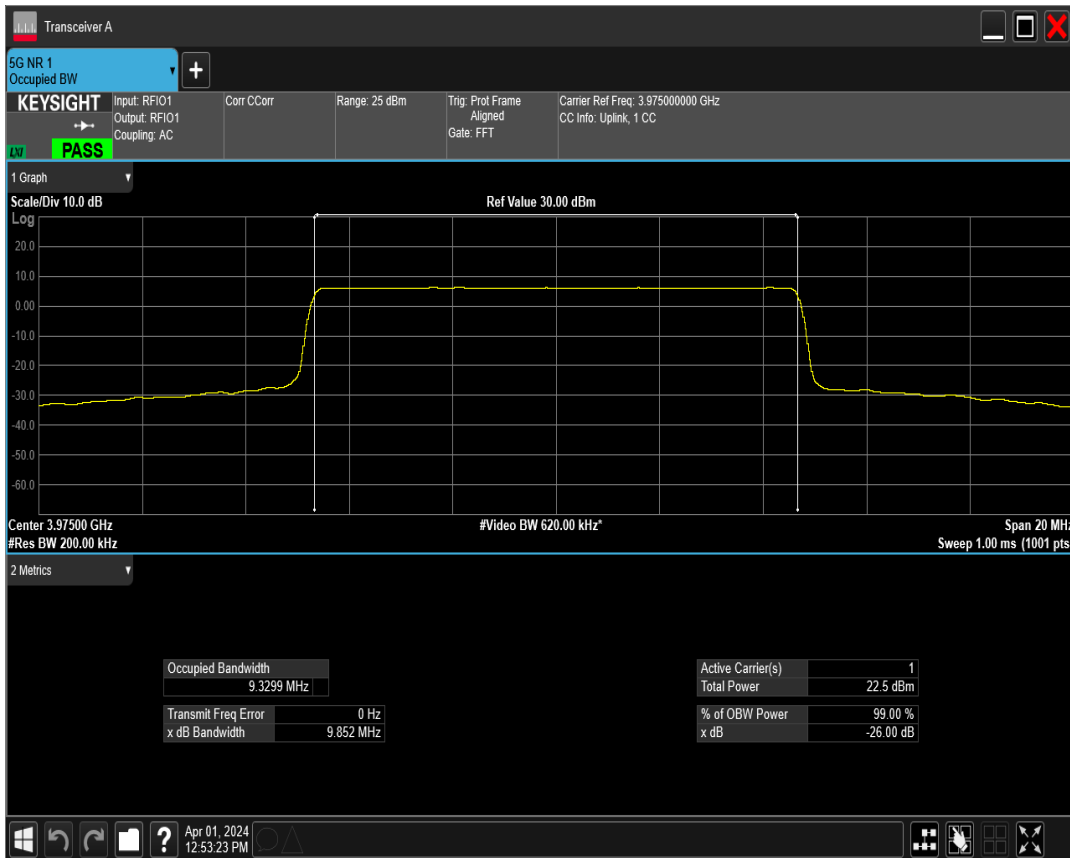 Transceiver A
5G NR 1
Occupied BW
KEYSIGHT
LXI
PASS
Input: RFIO1
Output: RFIO1
Coupling: AC
Corr CCorr
Range: 25 dBm
Trig: Prot Frame
Aligned
Gate: FFT
Carrier Ref Freq: 3.975000000 GHz
CC Info: Uplink, 1 CC
1 Graph
Scale/Div 10.0 dB
Ref Value 30.00 dBm
Log
20.0
10.0
0.00
-10.0
-20.0
-30.0
-40.0
-50.0
-60.0
Center 3.97500 GHz
#Video BW 620.00 kHz*
Span 20 MHz
#Res BW 200.00 kHz
Sweep 1.00 ms (1001 pts
2 Metrics
Occupied Bandwidth
9.3299 MHz
Transmit Freq Error 0 Hz
x dB Bandwidth 9.852 MHz
Active Carrier(s) 1
Total Power 22.5 dBm
% of OBW Power 99.00 %
x dB -26.00 dB
?
Apr 01, 2024
12:53:23 PM